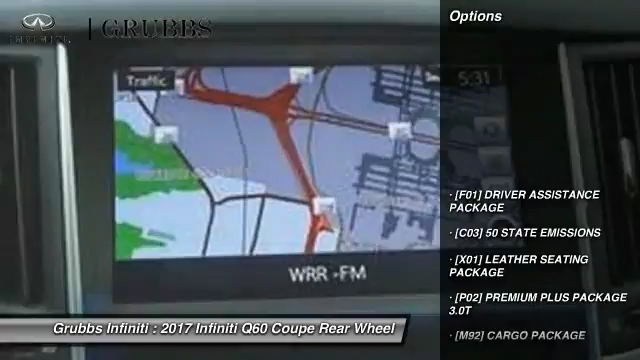 INFINITI
GRUBBS
Options
Traffic
5:31
· [F01] DRIVER ASSISTANCE
PACKAGE
· [C03] 50 STATE EMISSIONS
· [X01] LEATHER SEATING
PACKAGE
· [P02] PREMIUM PLUS PACKAGE
3.0T
· [M92] CARGO PACKAGE
WRR -FM
Grubbs Infiniti : 2017 Infiniti Q60 Coupe Rear Wheel